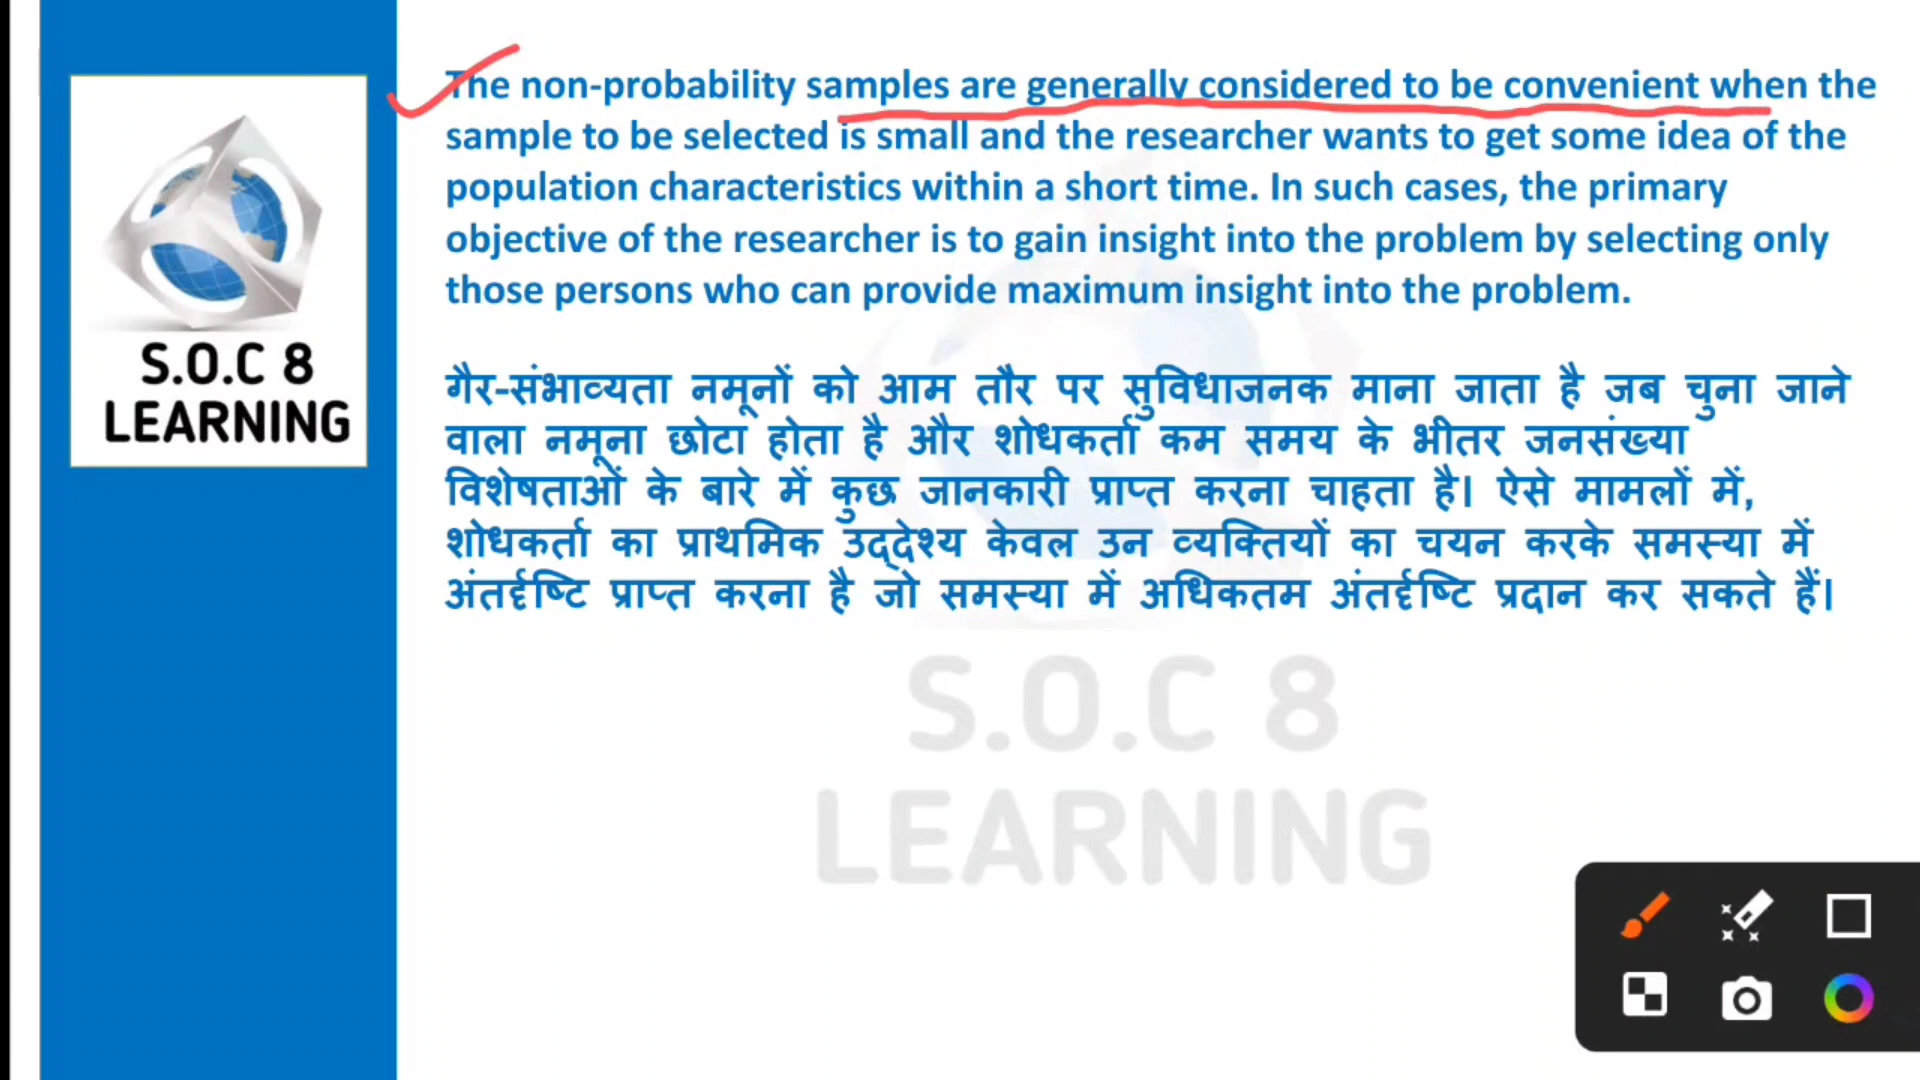 The non-probability samples are generally considered to be convenient when the
sample to be selected is small and the researcher wants to get some idea of the
population characteristics within a short time. In such cases, the primary
objective of the researcher is to gain insight into the problem by selecting only
those persons who can provide maximum insight into the problem.
गैर-संभाव्यता नमूनों को आम तौर पर सुविधाजनक माना जाता है जब चुना जाने
वाला नमूना छोटा होता है और शोधकर्ता कम समय के भीतर जनसंख्या
विशेषताओं के बारे में कुछ जानकारी प्राप्त करना चाहता है। ऐसे मामलों में,
शोधकर्ता का प्राथमिक उद्देश्य केवल उन व्यक्तियों का चयन करके समस्या में
अंतर्दृष्टि प्राप्त करना है जो समस्या में अधिकतम अंतर्दृष्टि प्रदान कर सकते हैं।
S.O.C 8
LEARNING
S.O.C 8
LEARNING